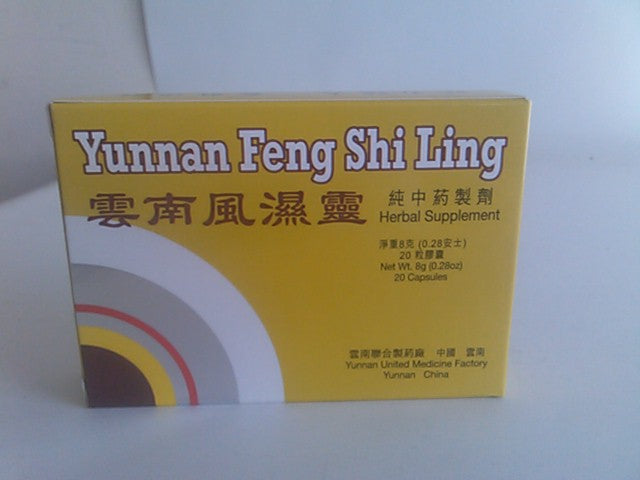 Yunnan Feng Shi Ling
雲南風濕靈
純中葯製劑
Herbal Supplement
淨重8克 (0.28安士)
20 粒膠囊
Net Wt. 8g (0.28oz)
20 Capsules
雲南聯合製葯廠 中國 雲南
Yunnan United Medicine Factory
Yunnan China